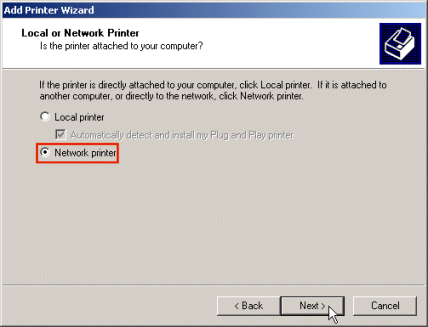 Add Printer Wizard
Local or Network Printer
Is the printer attached to your computer?
If the printer is directly attached to your computer, click Local printer. If it is attached to
another computer, or directly to the network, click Network printer.
Local printer
Automatically detect and install my Plug and Play printer
Network printer
< Back
Next >
Cancel